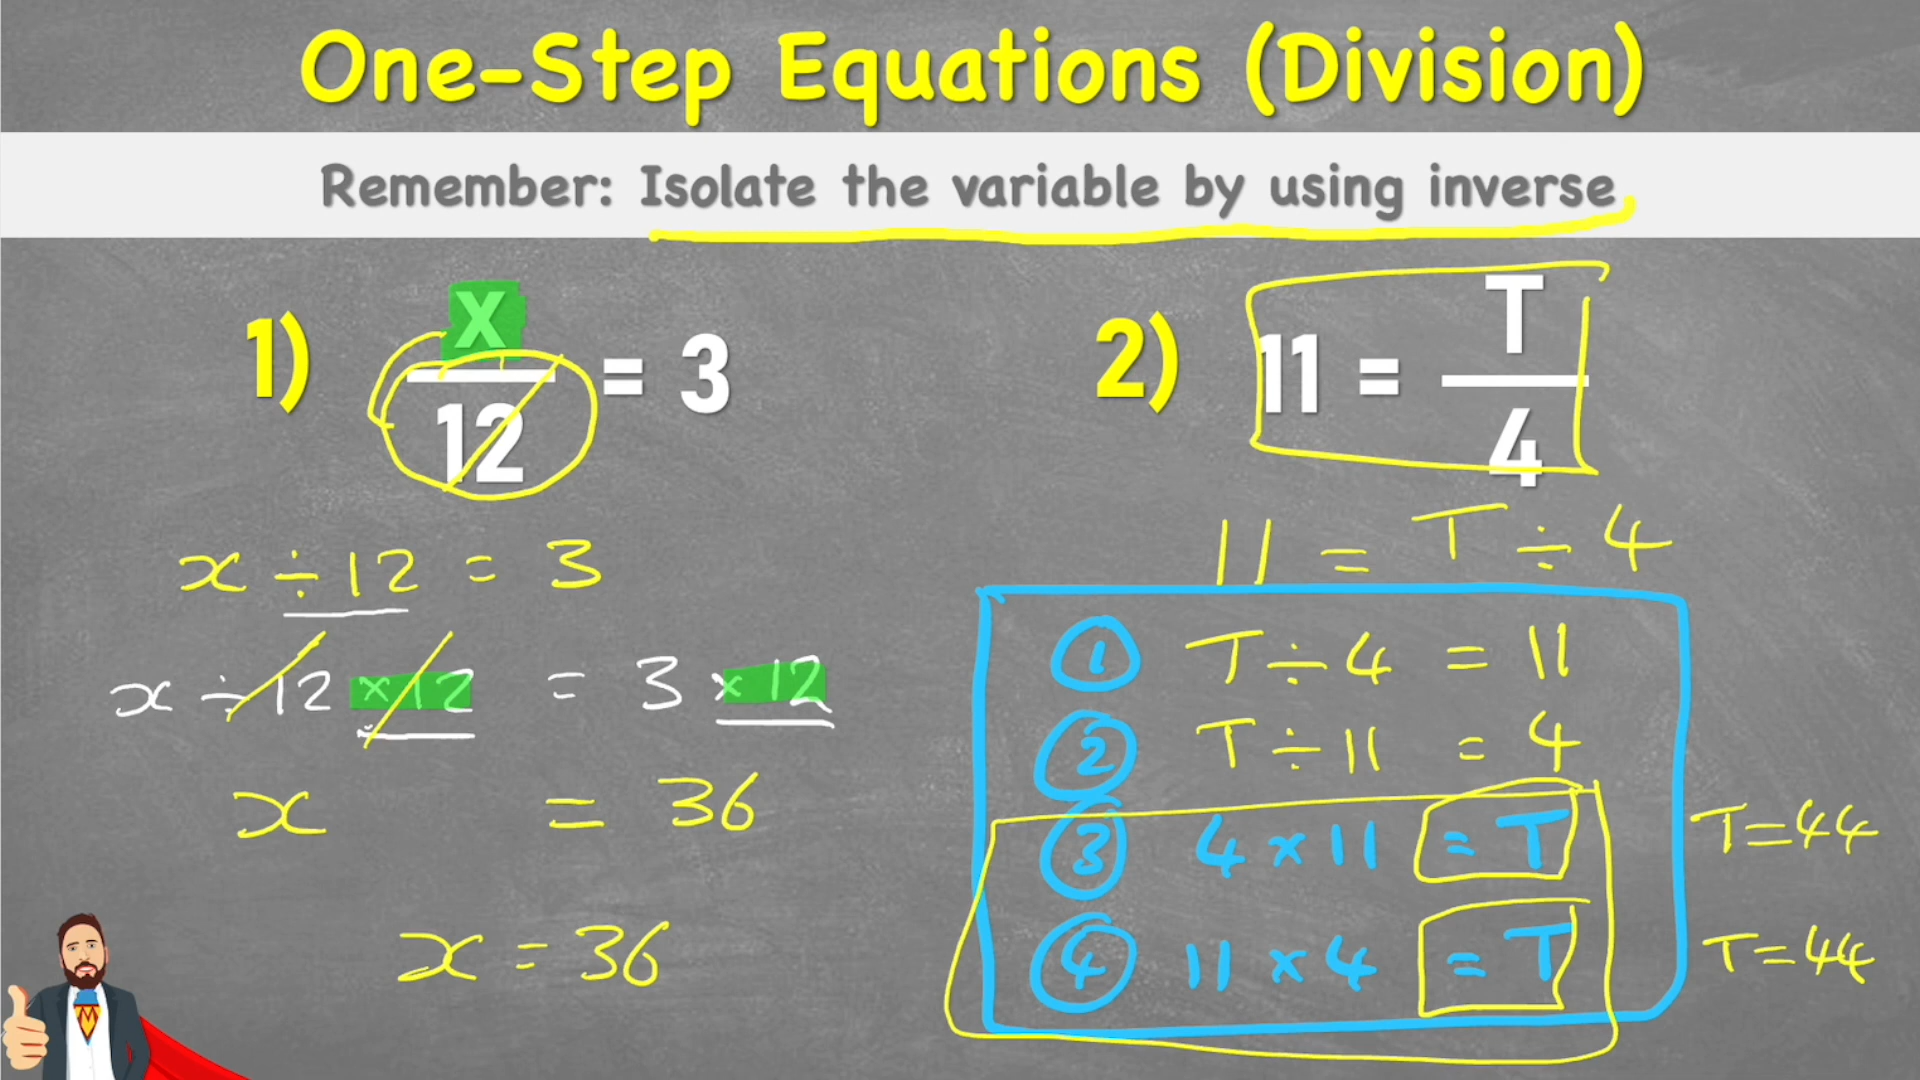 One-Step Equations (Division)
Remember: Isolate the variable by using inverse
1) X/12 = 3
x ÷ 12 = 3
x ÷ 12 × 12 = 3 × 12
x = 36
x = 36
2) 11 = T/4
11 = T ÷ 4
① T ÷ 4 = 11
② T ÷ 11 = 4
③ 4 × 11 = T
T=44
④ 11 × 4 = T
T=44
M